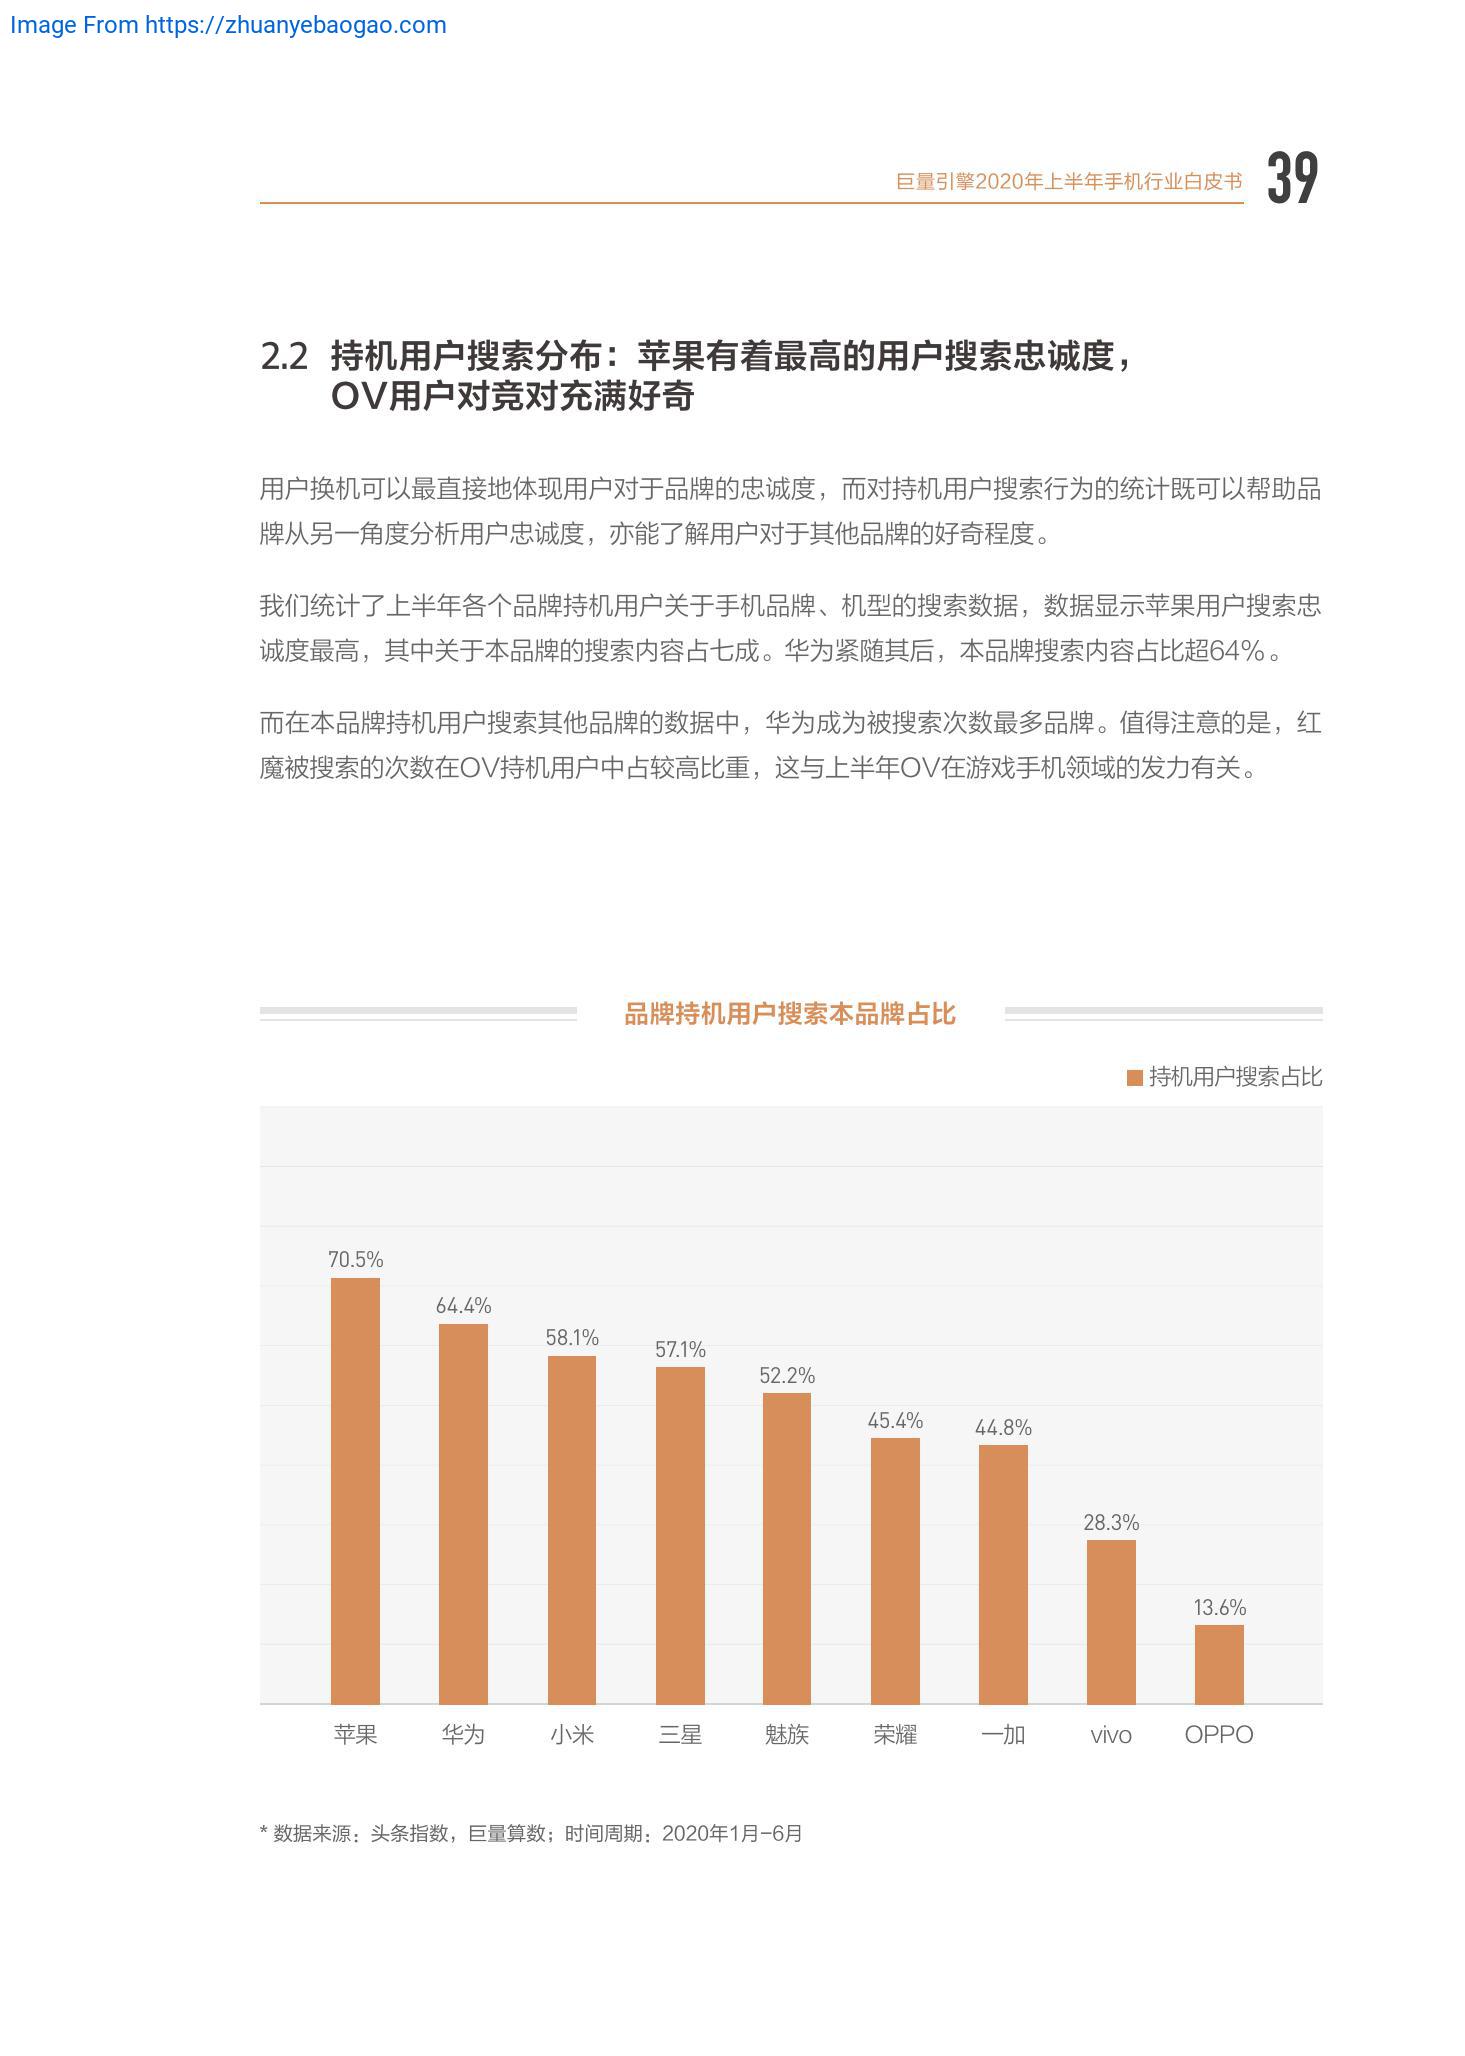 Image From https://zhuanyebaogao.com
巨量引擎2020年上半年手机行业白皮书 39
2.2 持机用户搜索分布：苹果有着最高的用户搜索忠诚度，
OV用户对竞对充满好奇
用户换机可以最直接地体现用户对于品牌的忠诚度，而对持机用户搜索行为的统计既可以帮助品
牌从另一角度分析用户忠诚度，亦能了解用户对于其他品牌的好奇程度。
我们统计了上半年各个品牌持机用户关于手机品牌、机型的搜索数据，数据显示苹果用户搜索忠
诚度最高，其中关于本品牌的搜索内容占七成。华为紧随其后，本品牌搜索内容占比超64%。
而在本品牌持机用户搜索其他品牌的数据中，华为成为被搜索次数最多品牌。值得注意的是，红
魔被搜索的次数在OV持机用户中占较高比重，这与上半年OV在游戏手机领域的发力有关。
品牌持机用户搜索本品牌占比
持机用户搜索占比
70.5%
64.4%
58.1%
57.1%
52.2%
45.4%
44.8%
28.3%
13.6%
苹果 华为 小米 三星 魅族 荣耀 一加 vivo OPPO
* 数据来源：头条指数，巨量算数；时间周期：2020年1月-6月